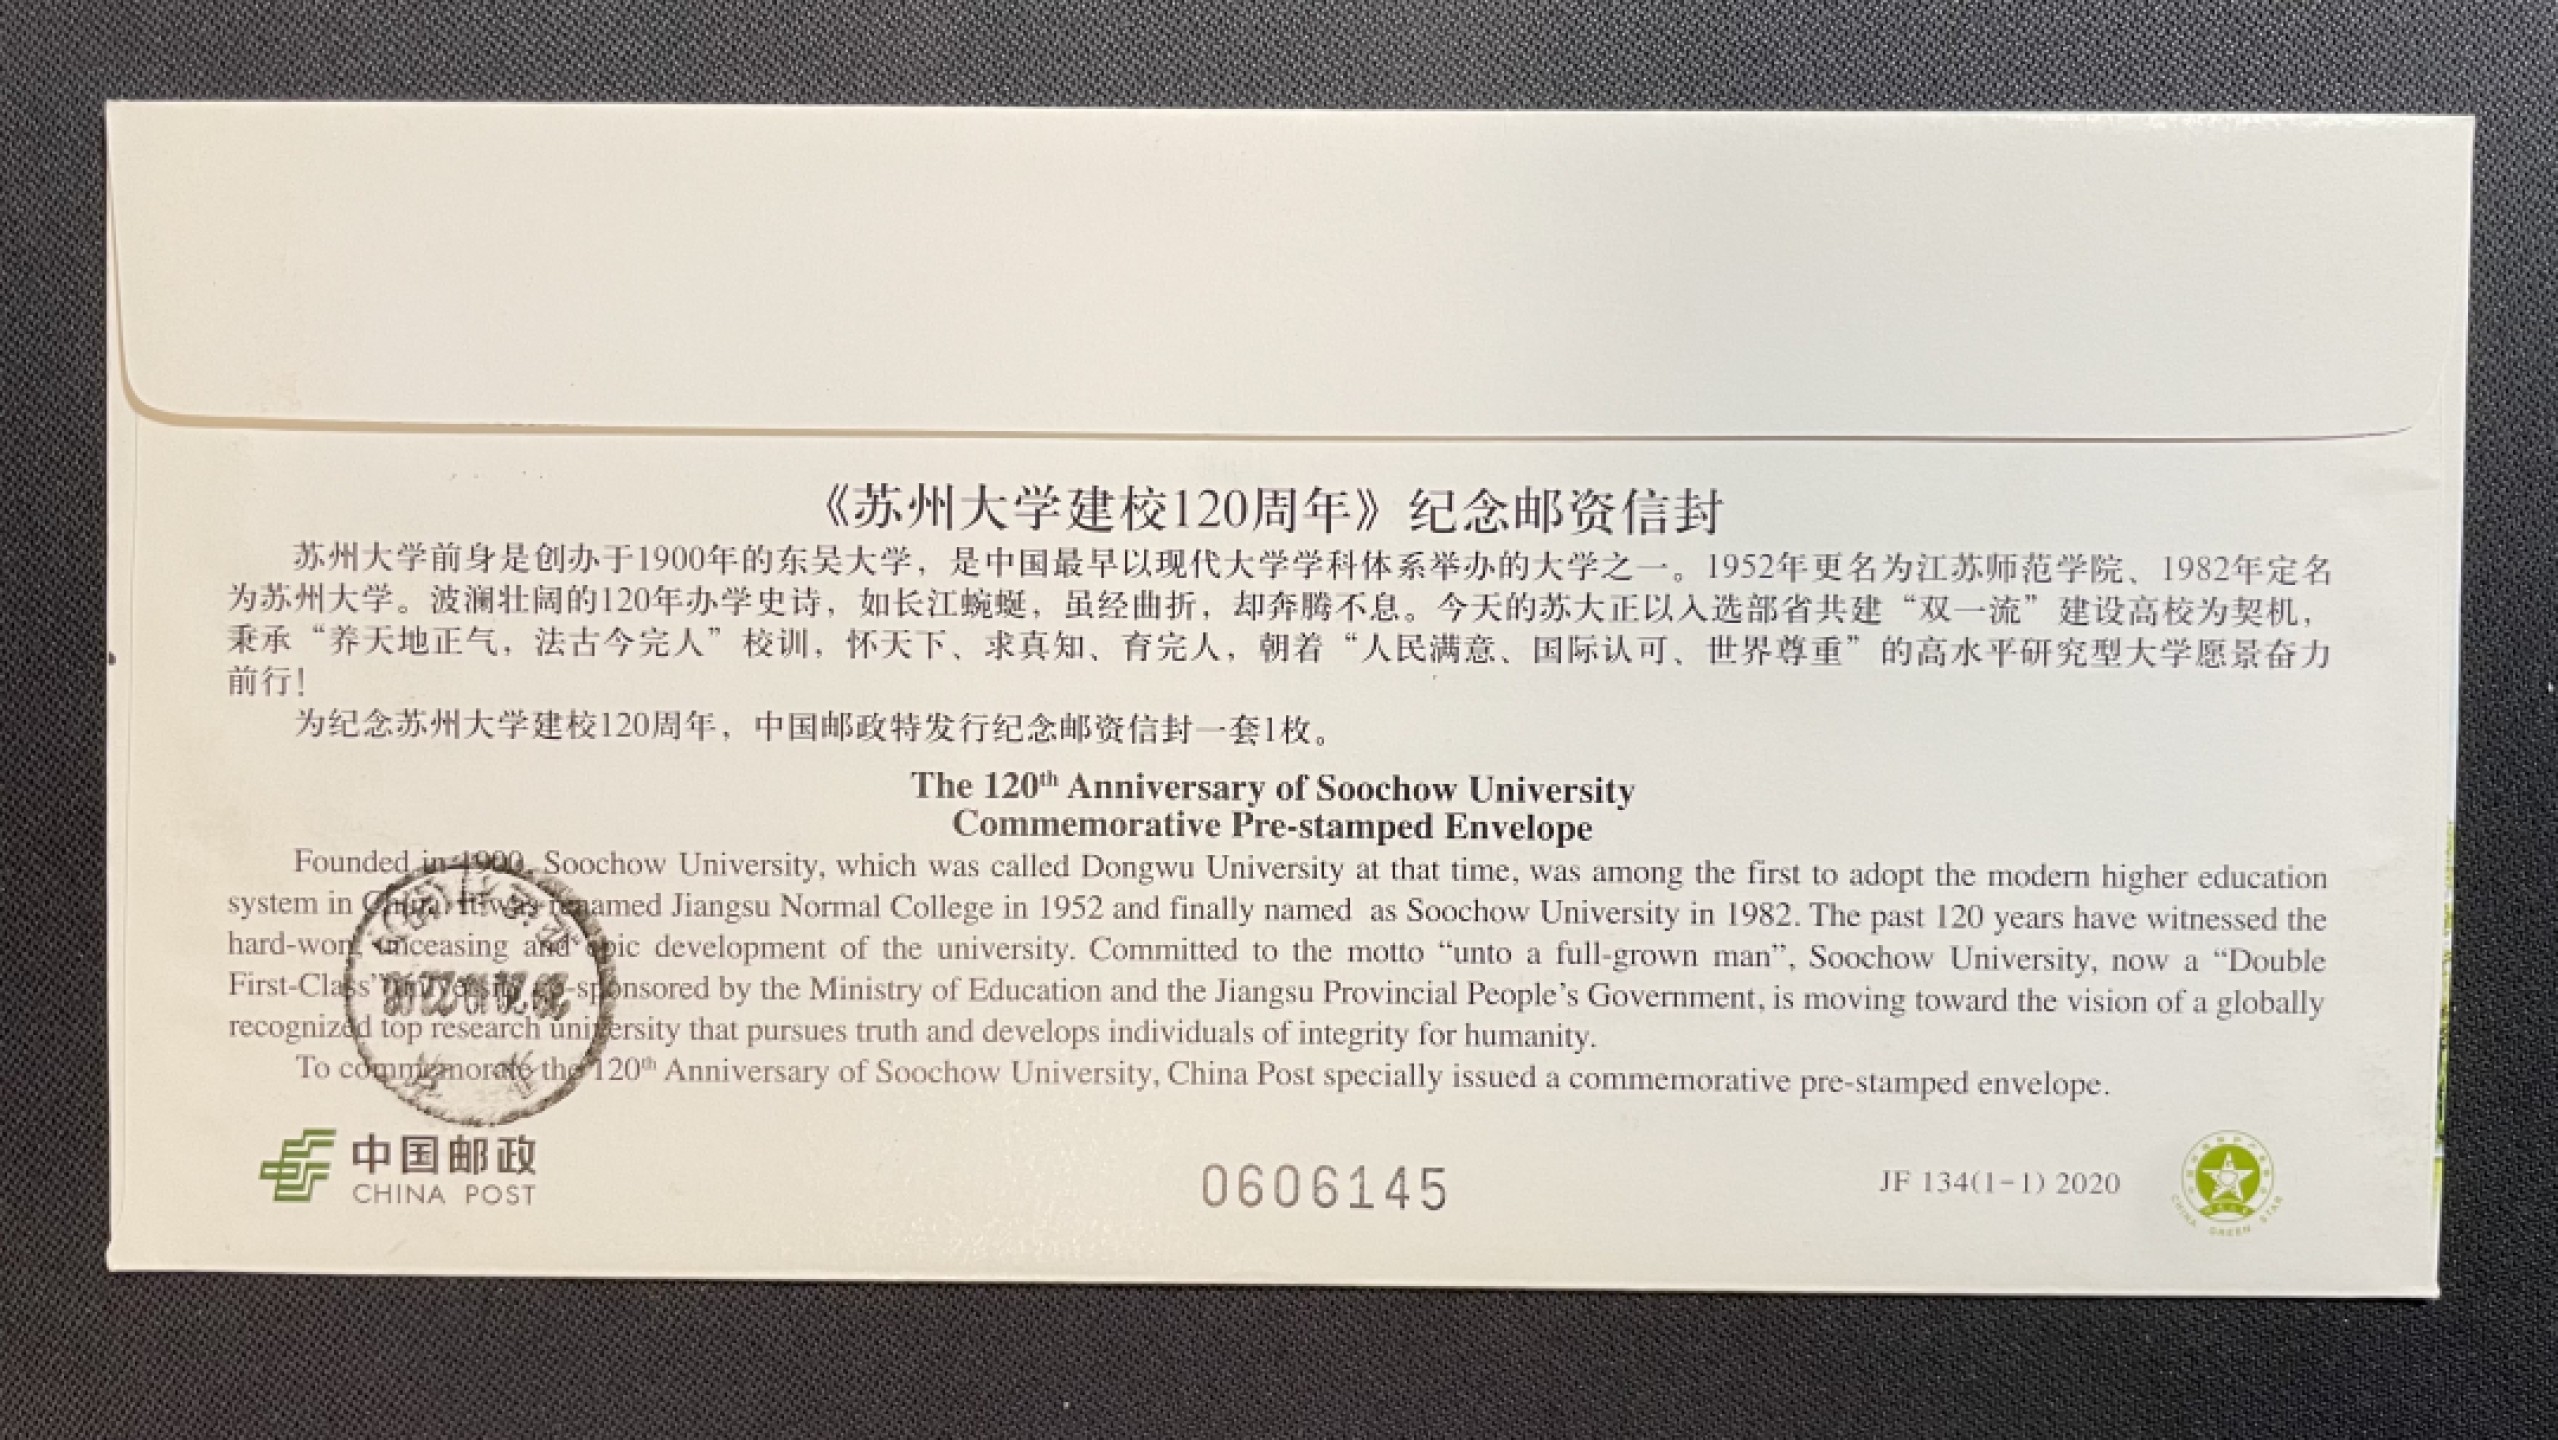 《苏州大学建校120周年》纪念邮资信封
苏州大学前身是创办于1900年的东吴大学，是中国最早以现代大学学科体系举办的大学之一。1952年更名为江苏师范学院、1982年定名
为苏州大学。波澜壮阔的120年办学史诗，如长江蜿蜒，虽经曲折，却奔腾不息。今天的苏大正以入选部省共建“双一流”建设高校为契机，
秉承“养天地正气，法古今完人”校训，怀天下、求真知、育完人，朝着“人民满意、国际认可、世界尊重”的高水平研究型大学愿景奋力
前行！
为纪念苏州大学建校120周年，中国邮政特发行纪念邮资信封一套1枚。
The 120th Anniversary of Soochow University
Commemorative Pre-stamped Envelope
Founded in 1900, Soochow University, which was called Dongwu University at that time, was among the first to adopt the modern higher education
system in China. It was renamed Jiangsu Normal College in 1952 and finally named as Soochow University in 1982. The past 120 years have witnessed the
hard-won, unceasing and epic development of the university. Committed to the motto “unto a full-grown man”, Soochow University, now a “Double
First-Class” university co-sponsored by the Ministry of Education and the Jiangsu Provincial People’s Government, is moving toward the vision of a globally
recognized top research university that pursues truth and develops individuals of integrity for humanity.
To commemorate the 120th Anniversary of Soochow University, China Post specially issued a commemorative pre-stamped envelope.
中国邮政
CHINA POST
0606145
JF 134(1-1) 2020
CHINA GREEN STAR